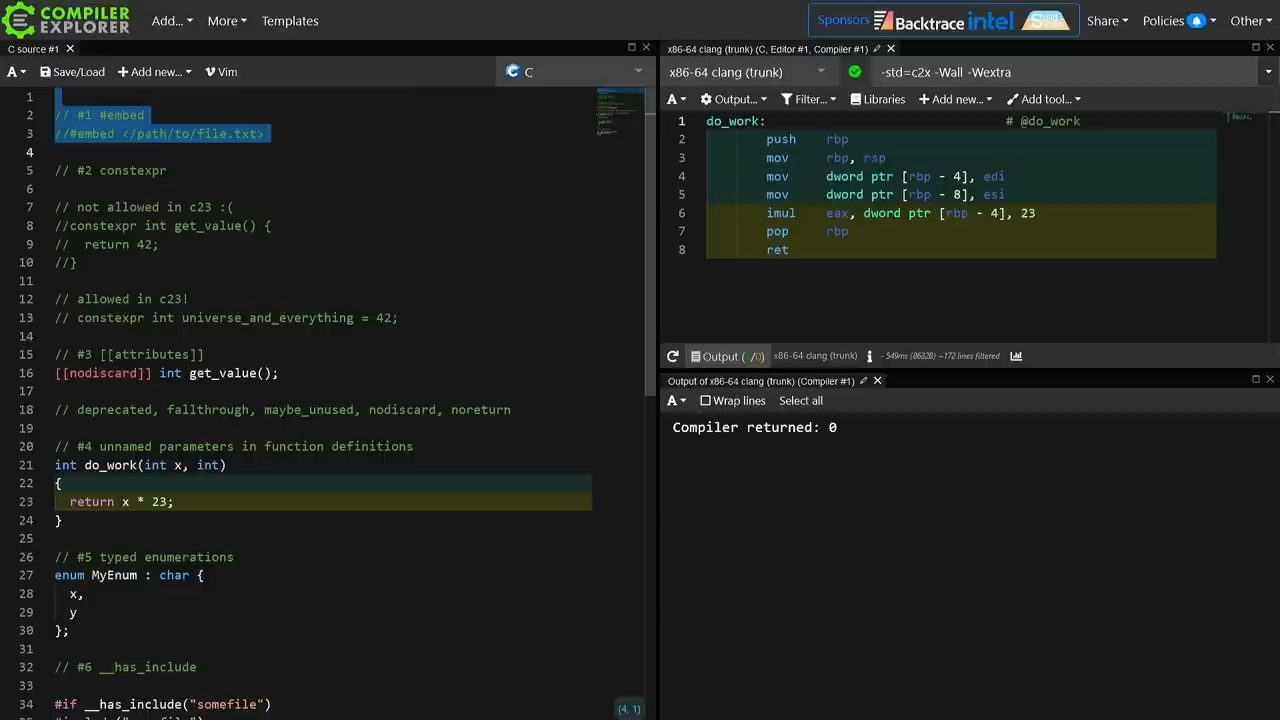 COMPILER EXPLORER
Add... More Templates
Sponsors Backtrace intel Solid Sands
Share Policies Other
C source #1
A Save/Load + Add new... Vim C
1
2 // #1 #embed
3 //#embed </path/to/file.txt>
4
5 // #2 constexpr
6
7 // not allowed in c23 :(
8 //constexpr int get_value() {
9 //  return 42;
10 //}
11
12 // allowed in c23!
13 // constexpr int universe_and_everything = 42;
14
15 // #3 [[attributes]]
16 [[nodiscard]] int get_value();
17
18 // deprecated, fallthrough, maybe_unused, nodiscard, noreturn
19
20 // #4 unnamed parameters in function definitions
21 int do_work(int x, int)
22 {
23   return x * 23;
24 }
25
26 // #5 typed enumerations
27 enum MyEnum : char {
28   x,
29   y
30 };
31
32 // #6 __has_include
33
34 #if __has_include("somefile")
(4, 1)
x86-64 clang (trunk) (C, Editor #1, Compiler #1)
x86-64 clang (trunk) -std=c2x -Wall -Wextra
A Output... Filter... Libraries + Add new... Add tool...
1 do_work: # @do_work
2 push rbp
3 mov rbp, rsp
4 mov dword ptr [rbp - 4], edi
5 mov dword ptr [rbp - 8], esi
6 imul eax, dword ptr [rbp - 4], 23
7 pop rbp
8 ret
Output (0/0) x86-64 clang (trunk) i - 549ms (8632B) ~172 lines filtered
Output of x86-64 clang (trunk) (Compiler #1)
A Wrap lines Select all
Compiler returned: 0